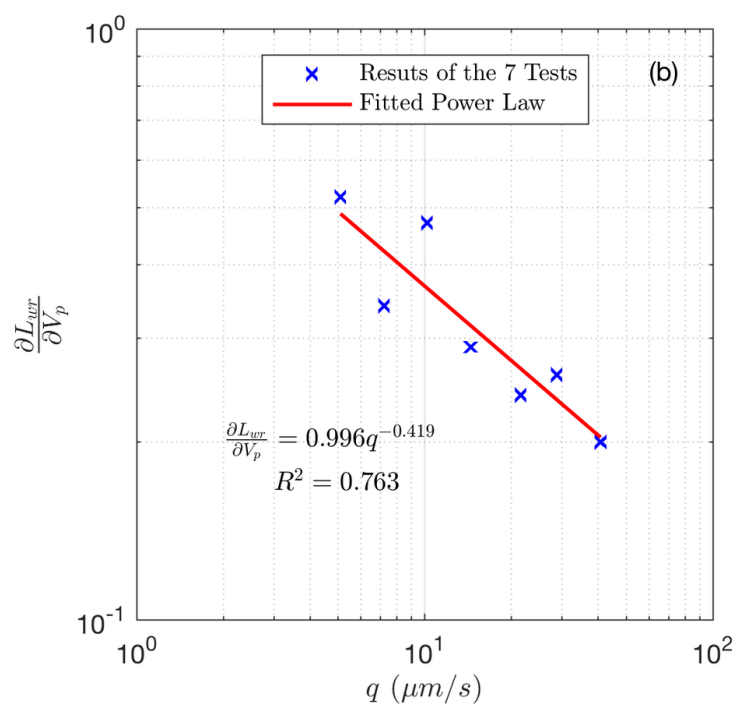 10^0
(b)
Resuts of the 7 Tests
Fitted Power Law
∂L_wr/∂V_p
∂L_wr/∂V_p = 0.996q^−0.419
R^2 = 0.763
10^-1
10^0
10^1
10^2
q (μm/s)